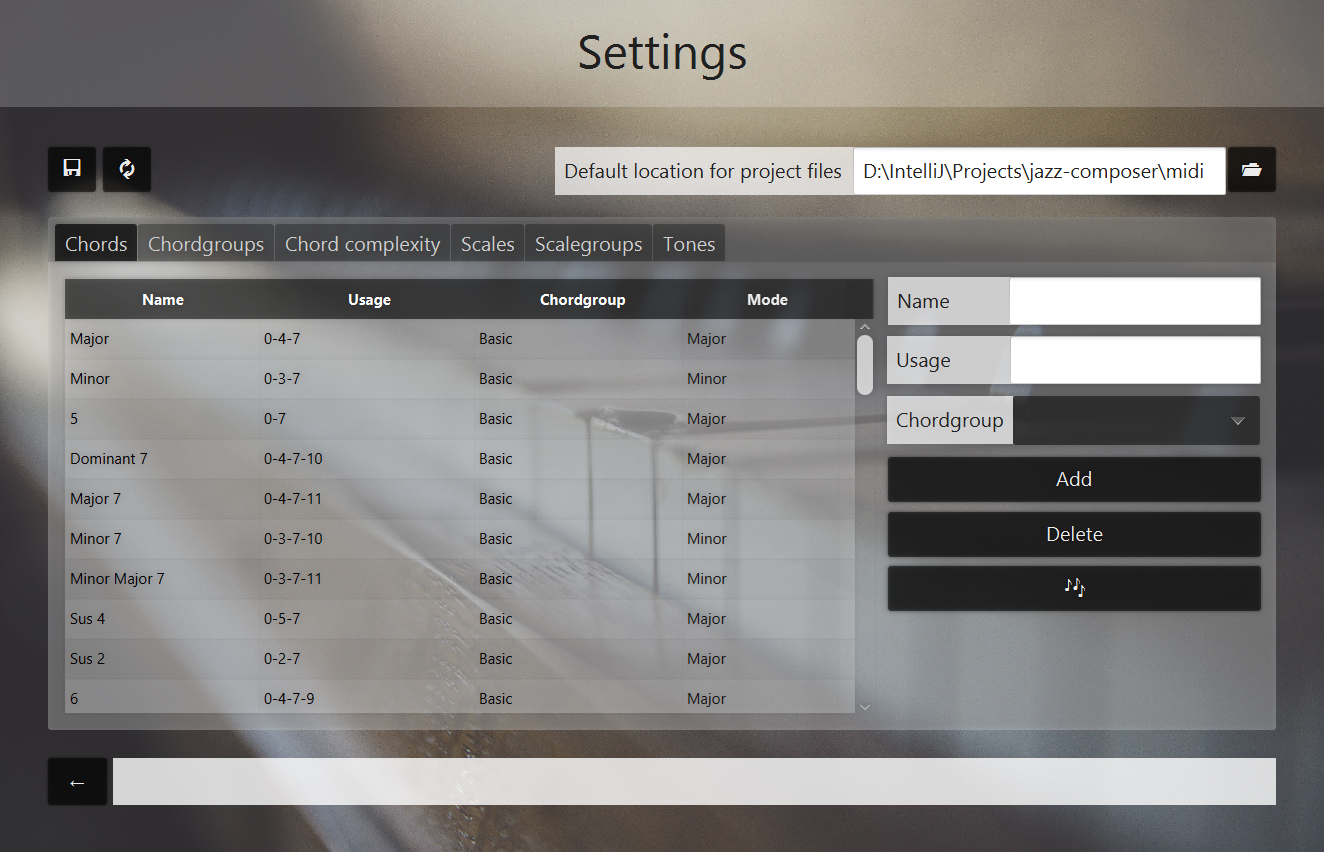 Settings
Default location for project files D:\IntelliJ\Projects\jazz-composer\midi
Chords Chordgroups Chord complexity Scales Scalegroups Tones
Name Usage Chordgroup Mode
Major 0-4-7 Basic Major
Minor 0-3-7 Basic Minor
5 0-7 Basic Major
Dominant 7 0-4-7-10 Basic Major
Major 7 0-4-7-11 Basic Major
Minor 7 0-3-7-10 Basic Minor
Minor Major 7 0-3-7-11 Basic Minor
Sus 4 0-5-7 Basic Major
Sus 2 0-2-7 Basic Major
6 0-4-7-9 Basic Major
Name
Usage
Chordgroup
Add
Delete